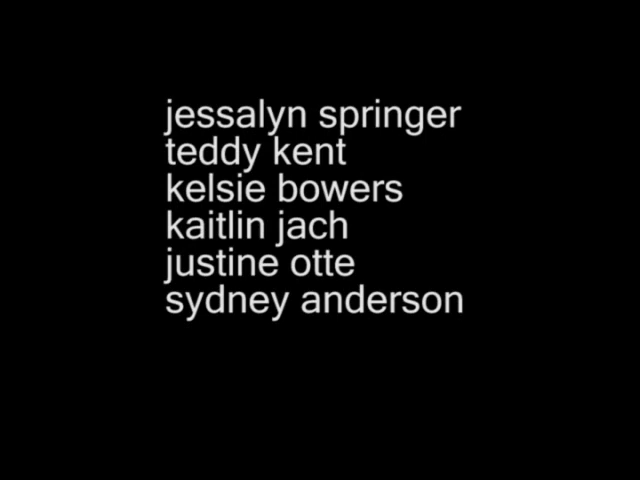 jessalyn springer
teddy kent
kelsie bowers
kaitlin jach
justine otte
sydney anderson